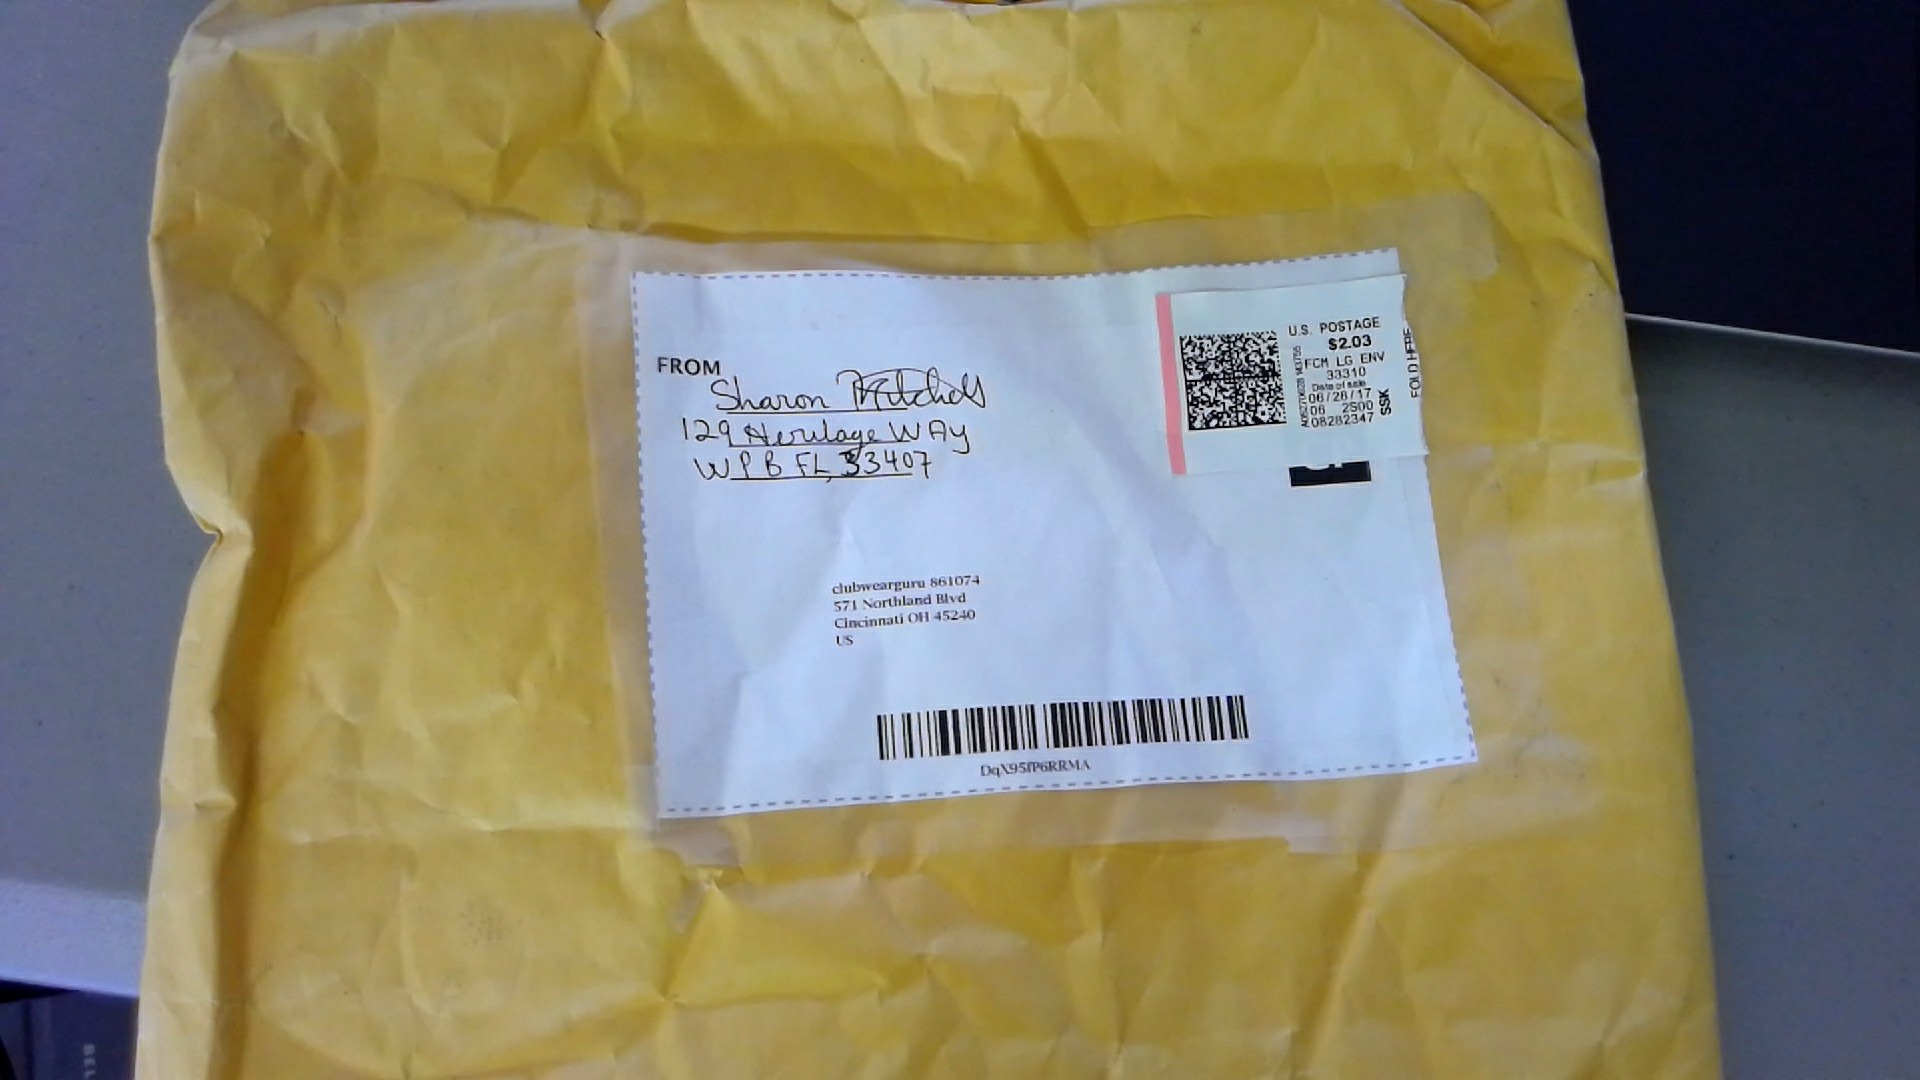 FROM
Sharon
129 Heritage WAy
WPB FL, 33407
U.S. POSTAGE
$2.03
FCM LG ENV
33310
Date of sale
06/28/17
06 2S00
08282347
SSK
FOLD HERE
clubwearguru 861074
571 Northland Blvd
Cincinnati OH 45240
US
DqX95fP6RRMA